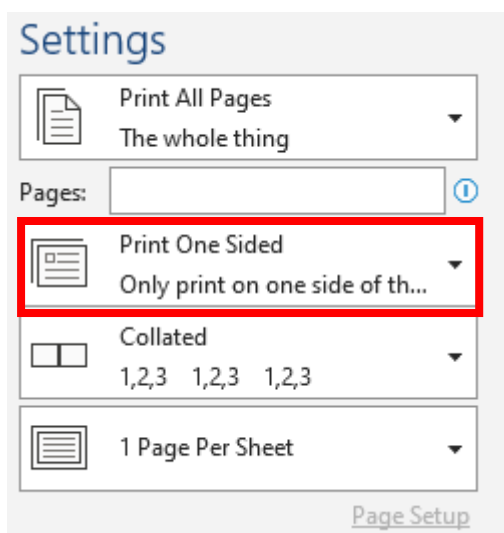 Settings
Print All Pages
The whole thing
Pages:
Print One Sided
Only print on one side of th...
Collated
1,2,3 1,2,3 1,2,3
1 Page Per Sheet
Page Setup